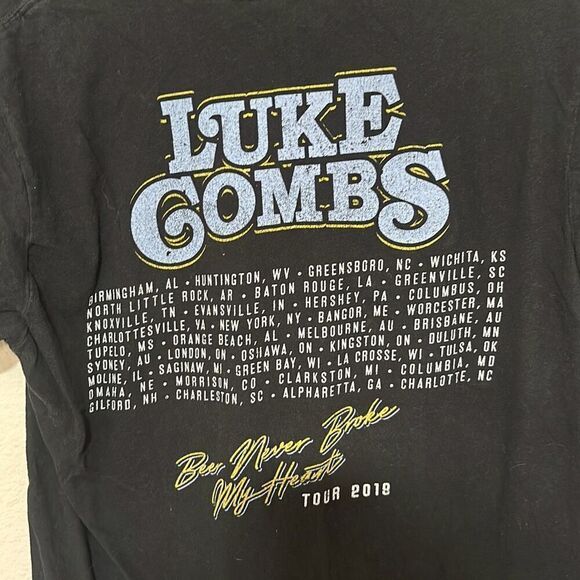 LUKE
COMBS
BIRMINGHAM, AL • HUNTINGTON, WV • GREENSBORO, NC • WICHITA, KS
NORTH LITTLE ROCK, AR • BATON ROUGE, LA • GREENVILLE, SC
KNOXVILLE, TN • EVANSVILLE, IN • HERSHEY, PA • COLUMBUS, OH
CHARLOTTESVILLE, VA • NEW YORK, NY • BANGOR, ME • WORCESTER, MA
TUPELO, MS • ORANGE BEACH, AL • MELBOURNE, AU • BRISBANE, AU
SYDNEY, AU • LONDON, ON • OSHAWA, ON • KINGSTON, ON • DULUTH, MN
MOLINE, IL • SAGINAW, MI • GREEN BAY, WI • LA CROSSE, WI • TULSA, OK
OMAHA, NE • MORRISON, CO • CLARKSTON, MI • COLUMBIA, MD
GILFORD, NH • CHARLESTON, SC • ALPHARETTA, GA • CHARLOTTE, NC
Beer Never Broke
My Heart
TOUR 2019